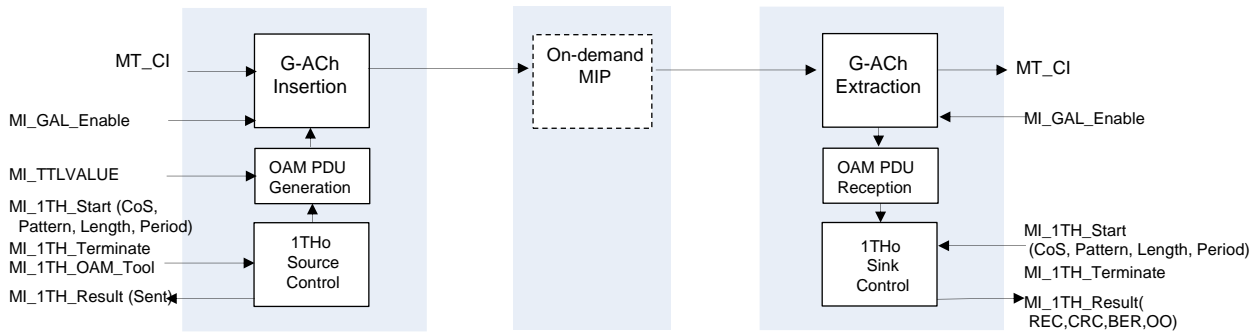 MT_CI
MI_GAL_Enable
MI_TTLVALUE
MI_1TH_Start (CoS,
Pattern, Length, Period)
MI_1TH_Terminate
MI_1TH_OAM_Tool
MI_1TH_Result (Sent)
G-ACh
Insertion
OAM PDU
Generation
1THo
Source
Control
On-demand
MIP
G-ACh
Extraction
OAM PDU
Reception
1THo
Sink
Control
MT_CI
MI_GAL_Enable
MI_1TH_Start
(CoS, Pattern, Length, Period)
MI_1TH_Terminate
MI_1TH_Result(
REC,CRC,BER,OO)